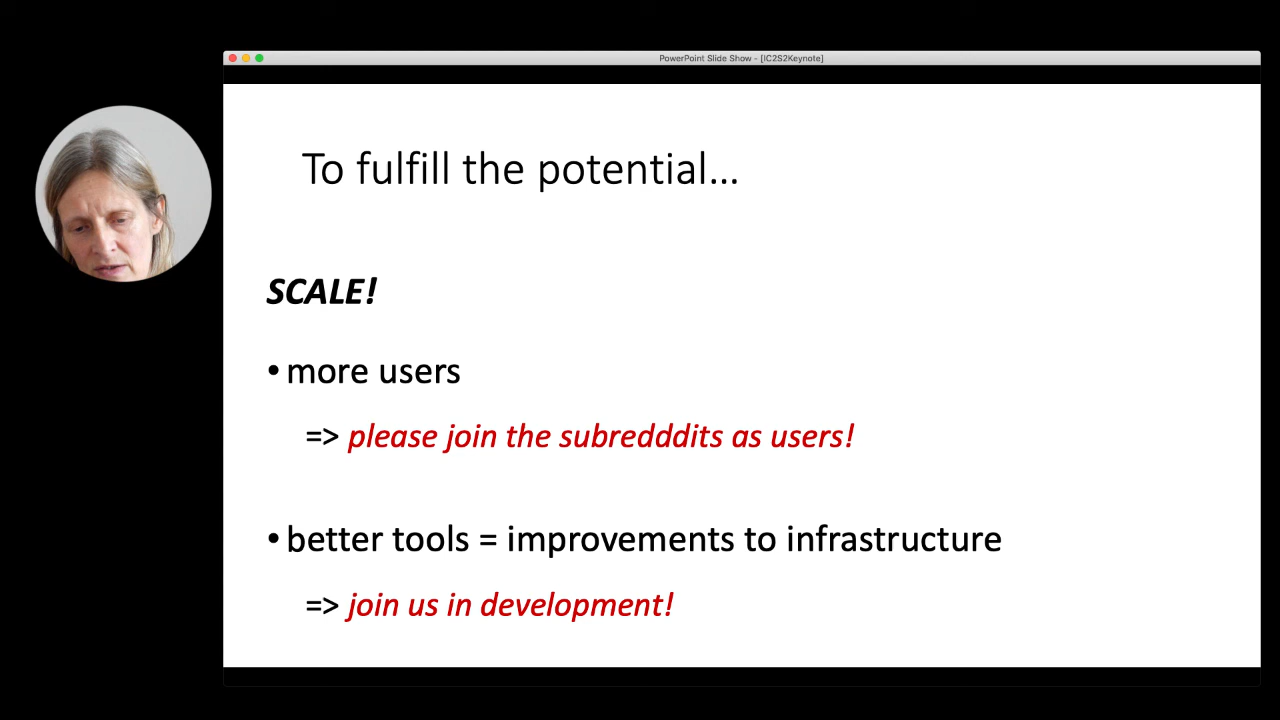 PowerPoint Slide Show - [IC2S2Keynote]
To fulfill the potential...
SCALE!
• more users
=> please join the subredddits as users!
• better tools = improvements to infrastructure
=> join us in development!